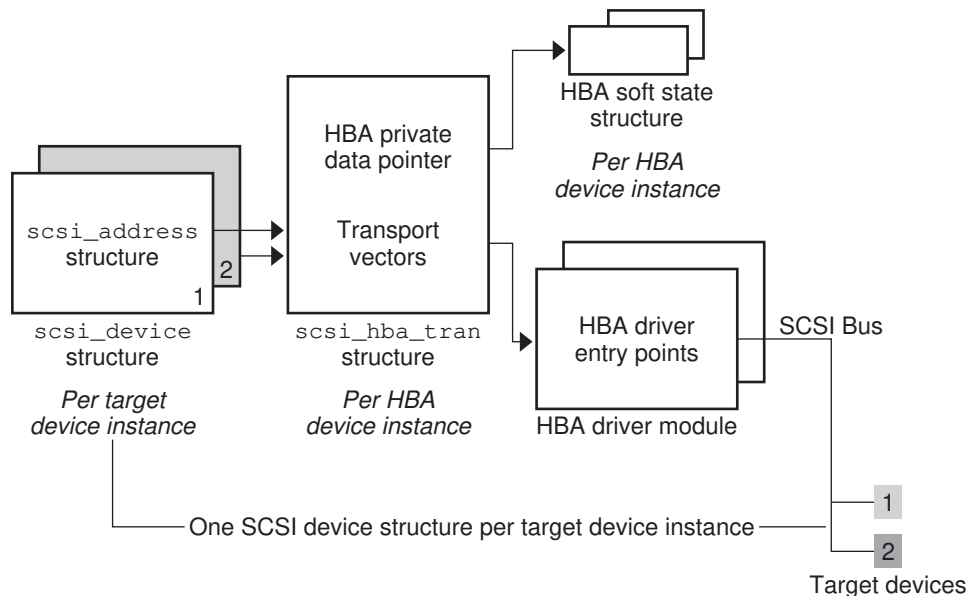 HBA soft state
structure
Per HBA
device instance
HBA private
data pointer
Transport
vectors
scsi_address
structure
1
2
scsi_device
structure
Per target
device instance
scsi_hba_tran
structure
Per HBA
device instance
HBA driver
entry points
HBA driver module
SCSI Bus
One SCSI device structure per target device instance
1
2
Target devices